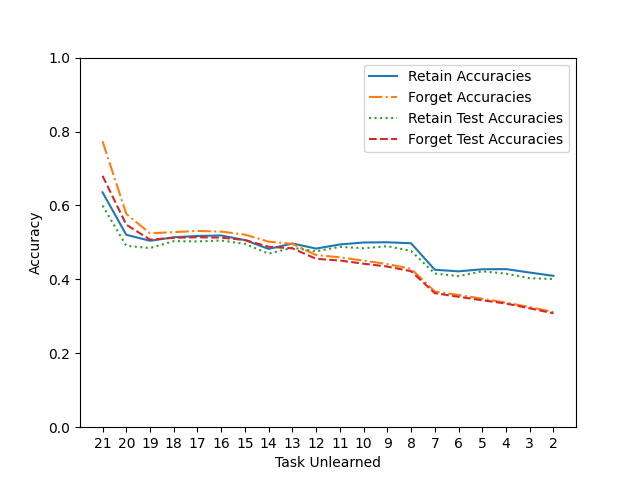 1.0
0.8
0.6
0.4
0.2
0.0
Accuracy
Retain Accuracies
Forget Accuracies
Retain Test Accuracies
Forget Test Accuracies
21 20 19 18 17 16 15 14 13 12 11 10 9 8 7 6 5 4 3 2
Task Unlearned